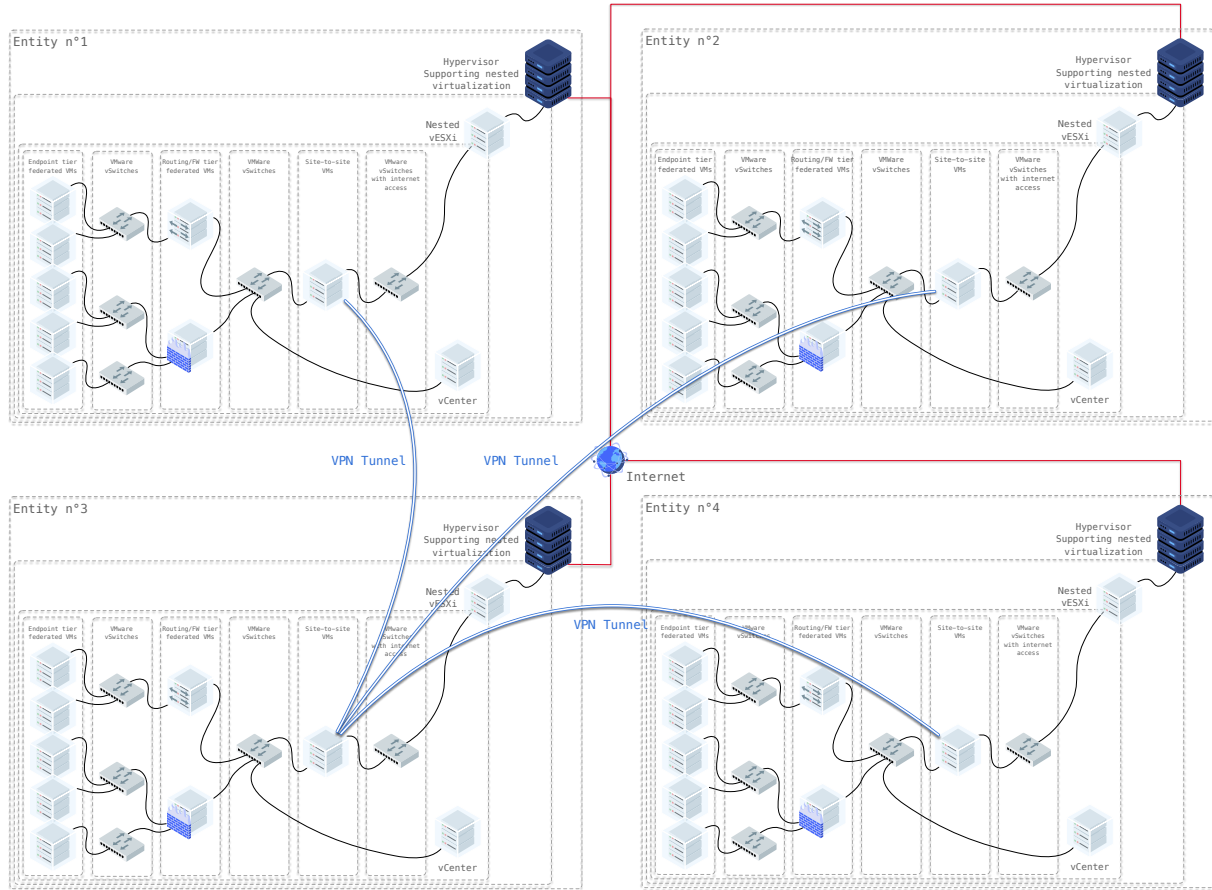 Entity n°1
Hypervisor
Supporting nested
virtualization
Nested
vESXi
Endpoint tier
federated VMs
VMware
vSwitches
Routing/FW tier
federated VMs
VMWare
vSwitches
Site-to-site
VMs
VMware
vSwitches
with internet
access
vCenter
Entity n°2
Hypervisor
Supporting nested
virtualization
Nested
vESXi
Endpoint tier
federated VMs
VMware
vSwitches
Routing/FW tier
federated VMs
VMWare
vSwitches
Site-to-site
VMs
VMware
vSwitches
with internet
access
vCenter
VPN Tunnel
VPN Tunnel
Internet
Entity n°3
Hypervisor
Supporting nested
virtualization
Nested
vESXi
Endpoint tier
federated VMs
VMware
vSwitches
Routing/FW tier
federated VMs
VMWare
vSwitches
Site-to-site
VMs
VMware
vSwitches
with internet
access
vCenter
VPN Tunnel
Entity n°4
Hypervisor
Supporting nested
virtualization
Nested
vESXi
Endpoint tier
federated VMs
VMware
vSwitches
Routing/FW tier
federated VMs
VMWare
vSwitches
Site-to-site
VMs
VMware
vSwitches
with internet
access
vCenter